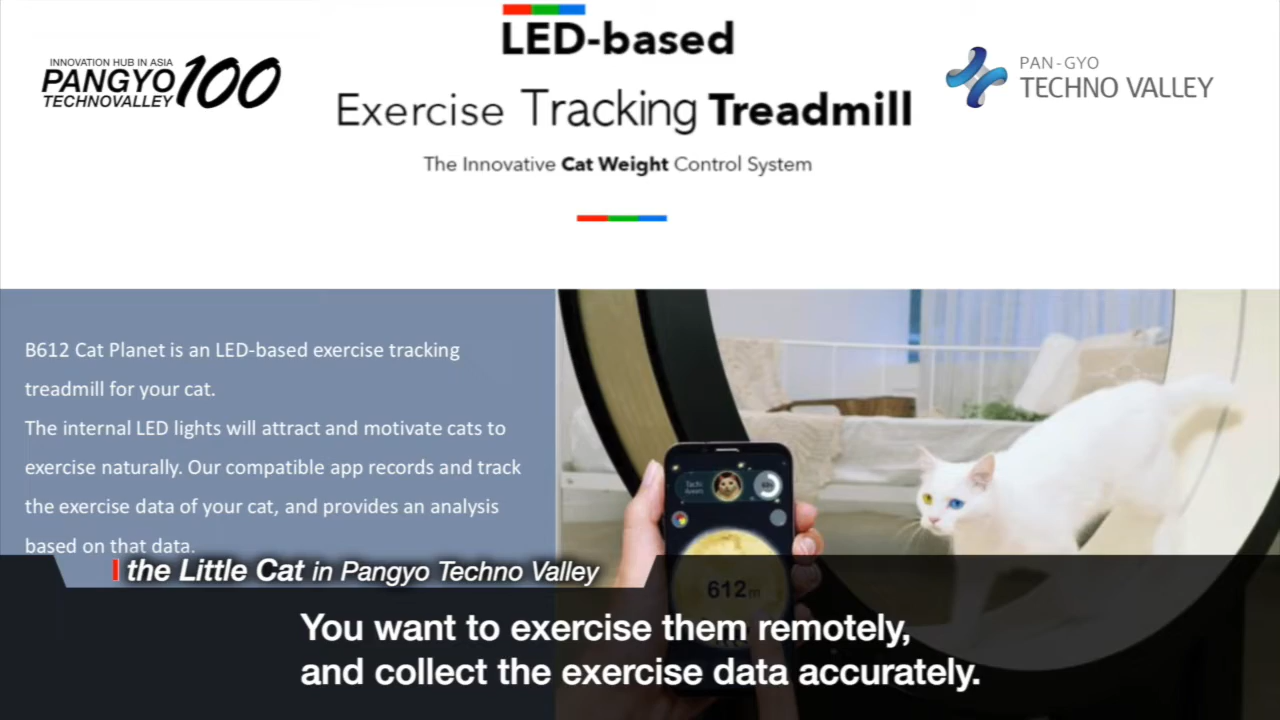 LED-based
INNOVATION HUB IN ASIA
PANGYO 100
TECHNOVALLEY
PAN-GYO
TECHNO VALLEY
Exercise Tracking Treadmill
The Innovative Cat Weight Control System
B612 Cat Planet is an LED-based exercise tracking
treadmill for your cat.
The internal LED lights will attract and motivate cats to
exercise naturally. Our compatible app records and track
the exercise data of your cat, and provides an analysis
based on that data.
612 m
the Little Cat in Pangyo Techno Valley
You want to exercise them remotely,
and collect the exercise data accurately.